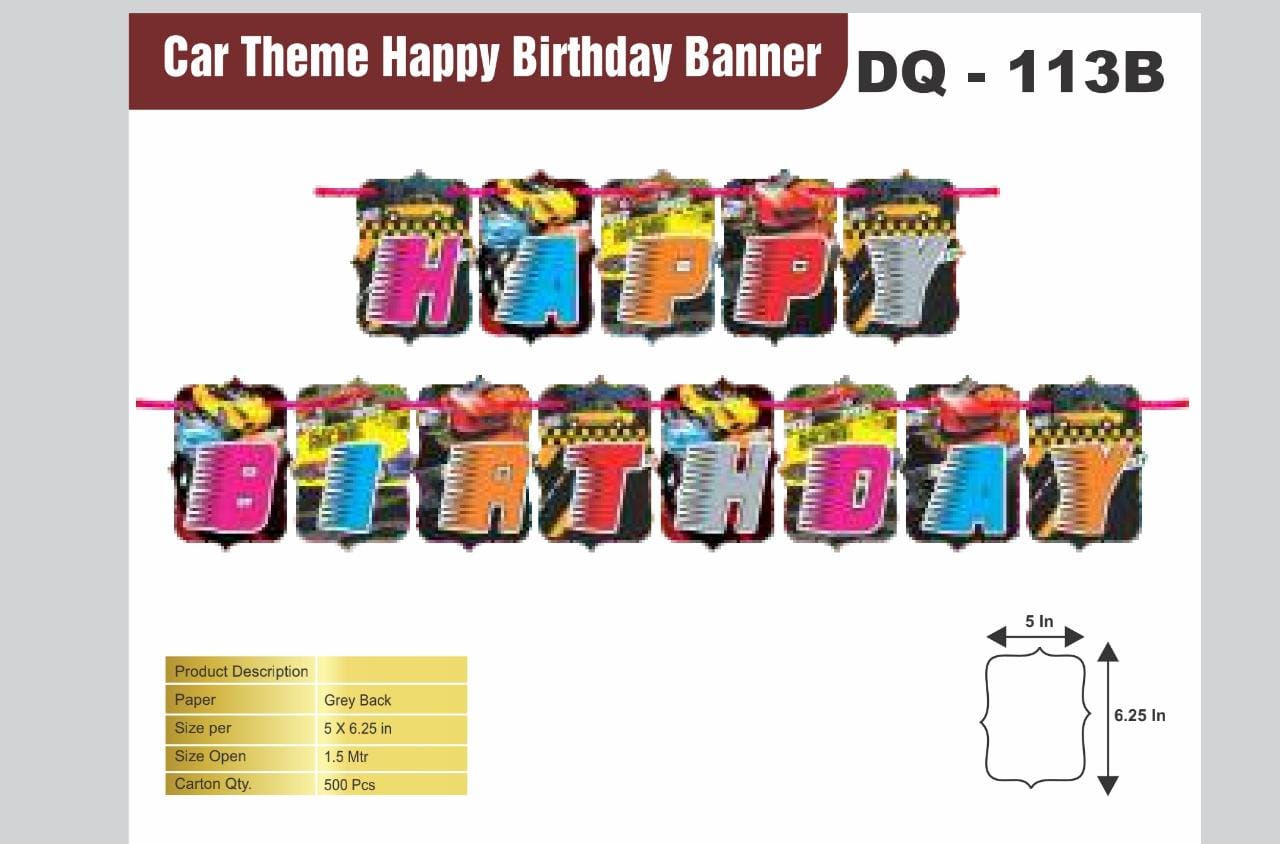 Car Theme Happy Birthday Banner
DQ - 113B
HAPPY
BIRTHDAY
5 In
6.25 In
Product Description
Paper Grey Back
Size per 5 X 6.25 in
Size Open 1.5 Mtr
Carton Qty. 500 Pcs